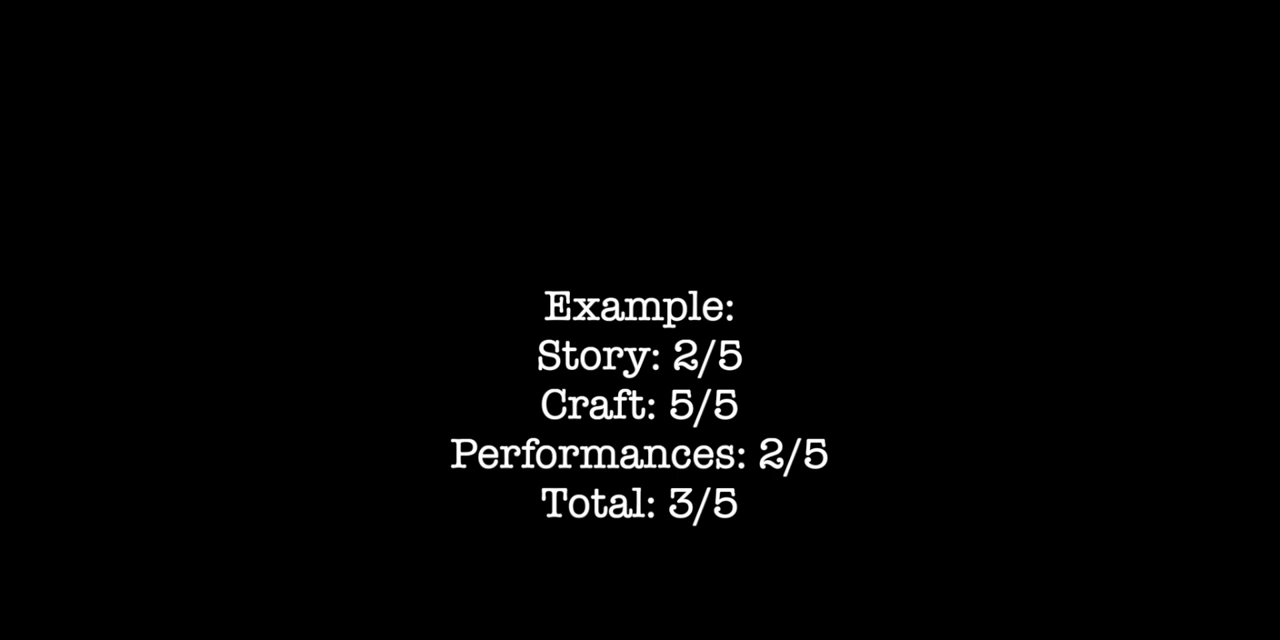 Example:
Story: 2/5
Craft: 5/5
Performances: 2/5
Total: 3/5